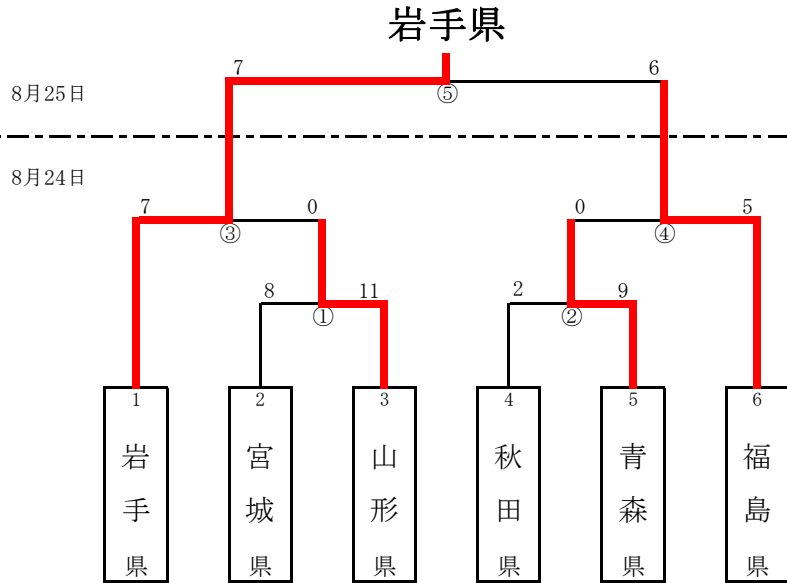 岩手県
7 6
⑤
8月25日
8月24日
7 0 0 5
③ ④
8 11 2 9
① ②
1 2 3 4 5 6
岩手県
宮城県
山形県
秋田県
青森県
福島県